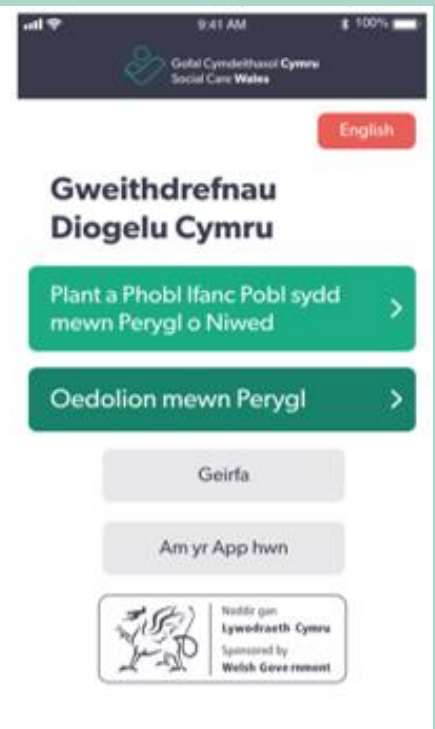 9:41 AM 100%
Gofal Cymdeithasol Cymru
Social Care Wales
English
Gweithdrefnau
Diogelu Cymru
Plant a Phobl Ifanc Pobl sydd
mewn Perygl o Niwed
Oedolion mewn Perygl
Geirfa
Am yr App hwn
Noddir gan
Lywodraeth Cymru
Sponsored by
Welsh Government